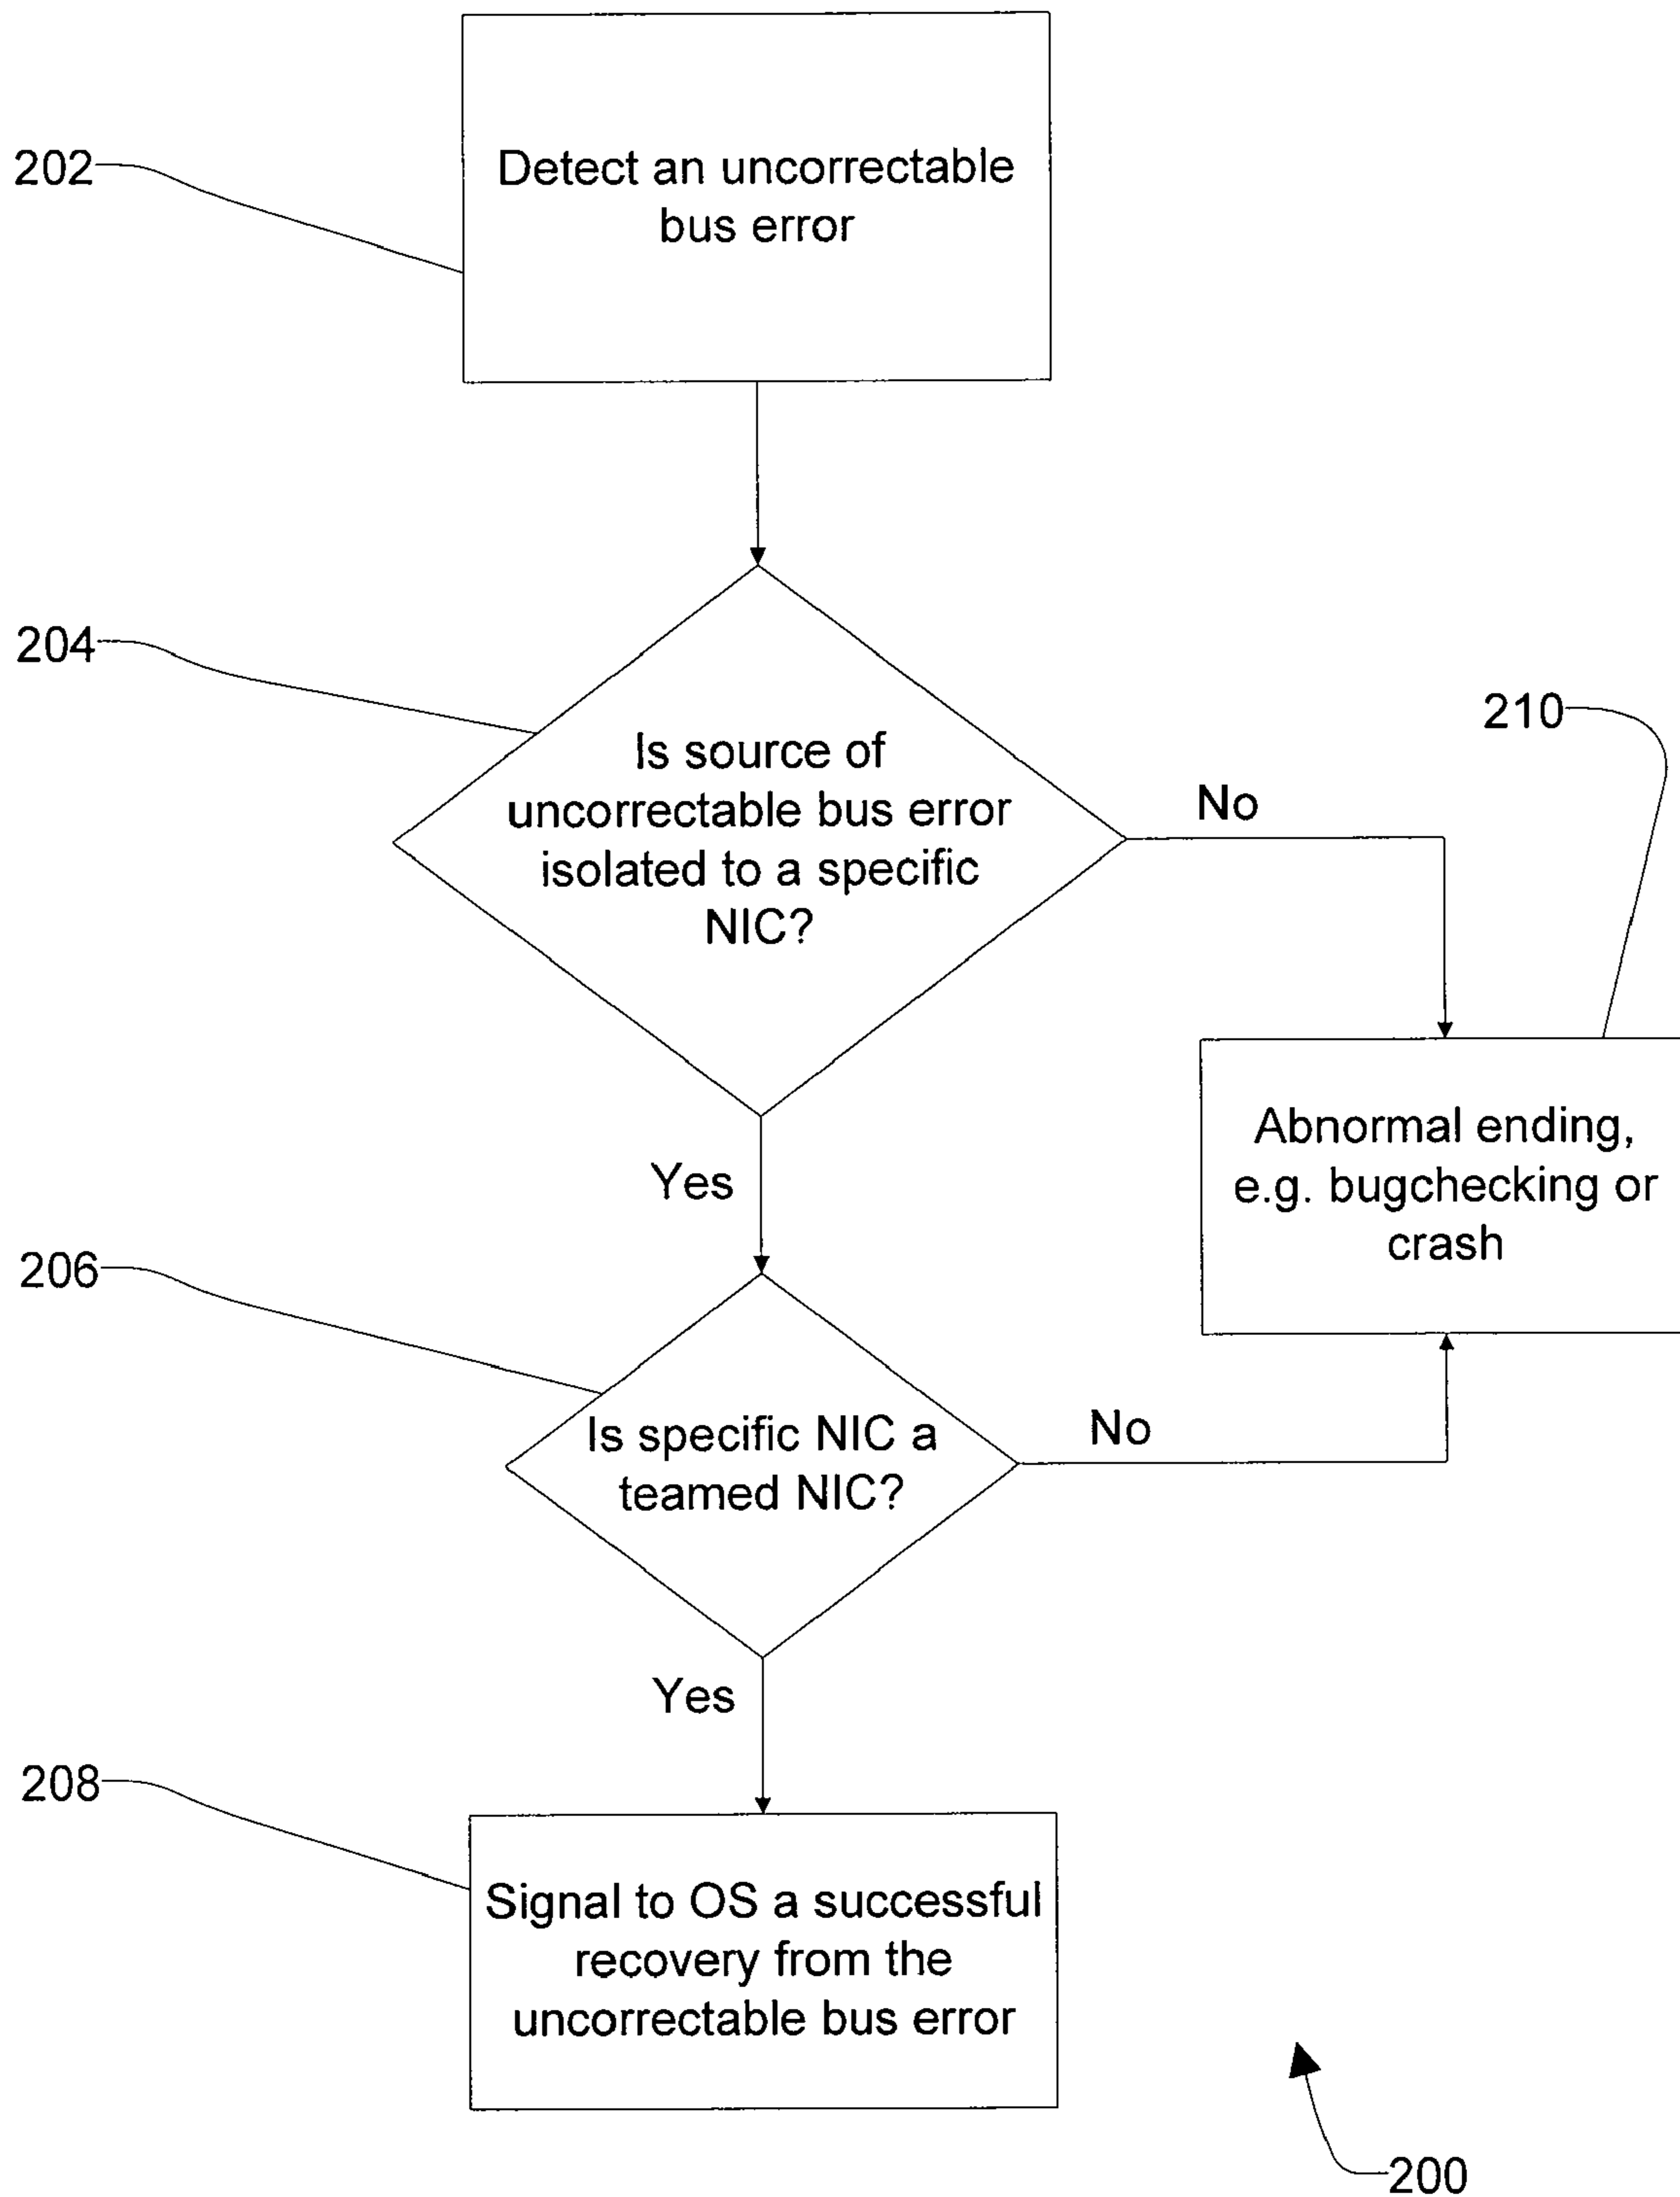 202
Detect an uncorrectable
bus error
204
Is source of
uncorrectable bus error
isolated to a specific
NIC?
No
210
Abnormal ending,
e.g. bugchecking or
crash
Yes
206
Is specific NIC a
teamed NIC?
No
Yes
208
Signal to OS a successful
recovery from the
uncorrectable bus error
200